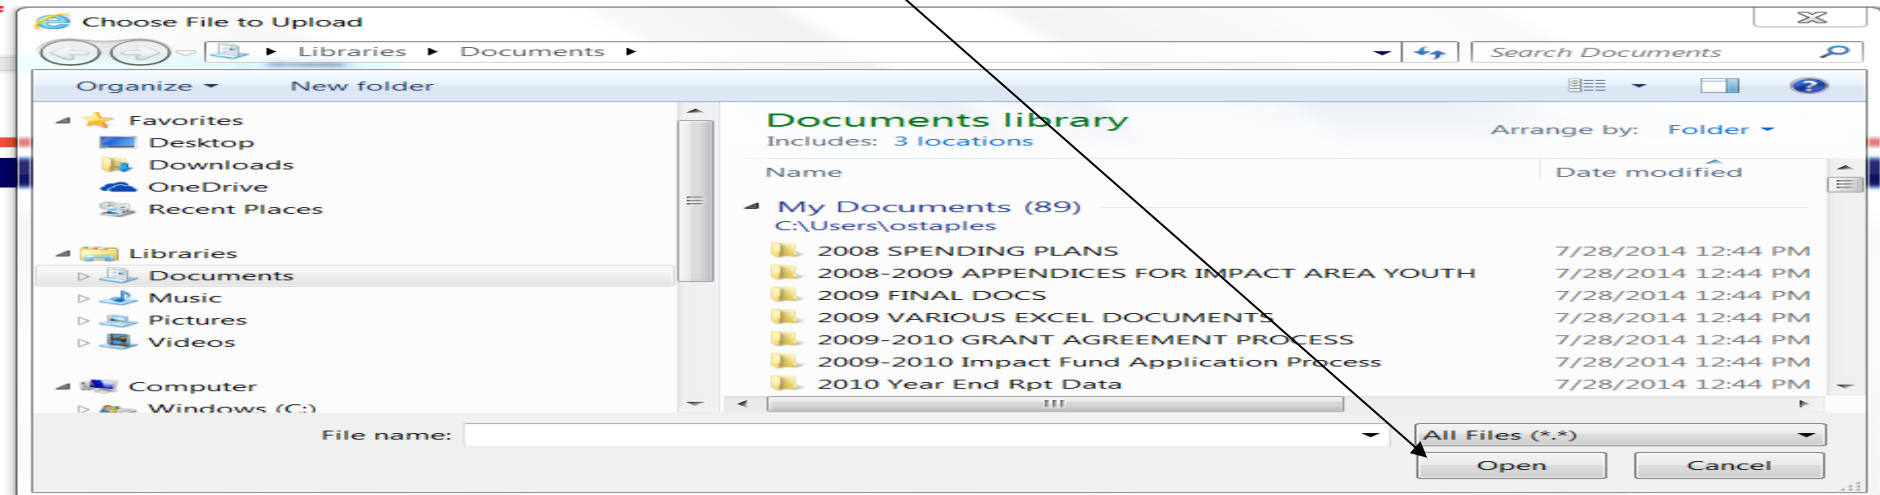 Choose File to Upload
Libraries Documents
Search Documents
Organize New folder
Favorites
Desktop
Downloads
OneDrive
Recent Places
Libraries
Documents
Music
Pictures
Videos
Computer
Windows (C:)
Documents library
Includes: 3 locations
Arrange by: Folder
Name Date modified
My Documents (89)
C:\Users\ostaples
2008 SPENDING PLANS 7/28/2014 12:44 PM
2008-2009 APPENDICES FOR IMPACT AREA YOUTH 7/28/2014 12:44 PM
2009 FINAL DOCS 7/28/2014 12:44 PM
2009 VARIOUS EXCEL DOCUMENTS 7/28/2014 12:44 PM
2009-2010 GRANT AGREEMENT PROCESS 7/28/2014 12:44 PM
2009-2010 Impact Fund Application Process 7/28/2014 12:44 PM
2010 Year End Rpt Data 7/28/2014 12:44 PM
File name:
All Files (*.*)
Open Cancel